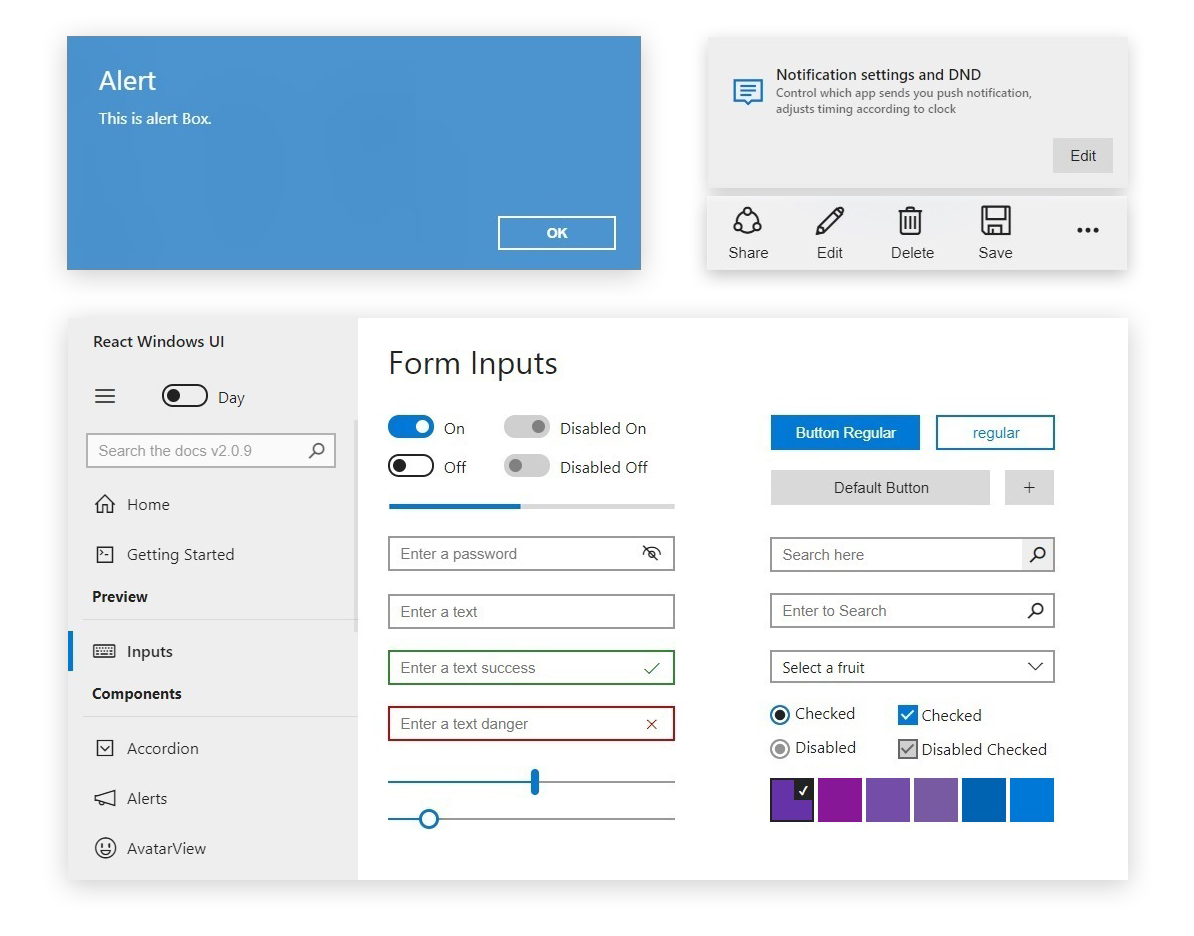 Alert
This is alert Box.
OK
Notification settings and DND
Control which app sends you push notification,
adjusts timing according to clock
Edit
Share
Edit
Delete
Save
React Windows UI
Day
Search the docs v2.0.9
Home
Getting Started
Preview
Inputs
Components
Accordion
Alerts
AvatarView
Form Inputs
On
Disabled On
Off
Disabled Off
Enter a password
Enter a text
Enter a text success
Enter a text danger
Button Regular
regular
Default Button
+
Search here
Enter to Search
Select a fruit
Checked
Checked
Disabled
Disabled Checked